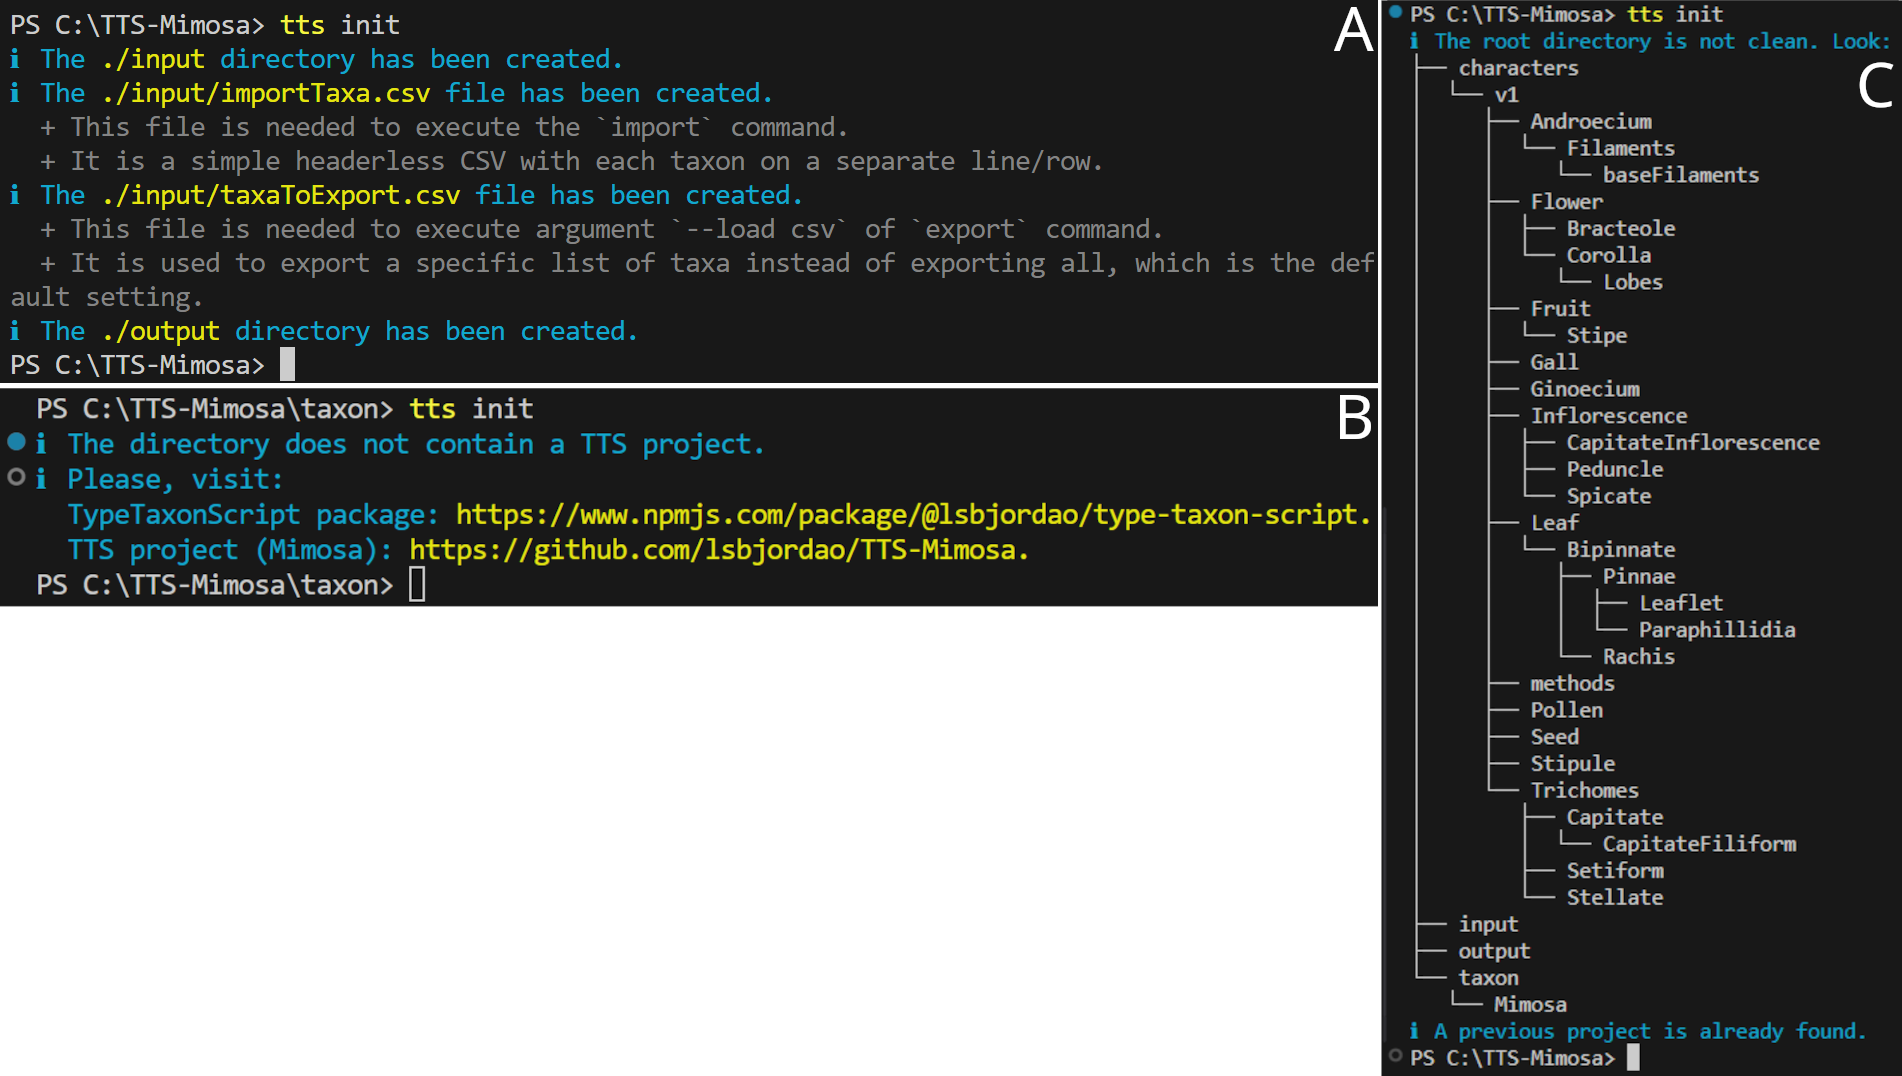 PS C:\TTS-Mimosa> tts init
i The ./input directory has been created.
i The ./input/importTaxa.csv file has been created.
+ This file is needed to execute the `import` command.
+ It is a simple headerless CSV with each taxon on a separate line/row.
i The ./input/taxaToExport.csv file has been created.
+ This file is needed to execute argument `--load csv` of `export` command.
+ It is used to export a specific list of taxa instead of exporting all, which is the def
ault setting.
i The ./output directory has been created.
PS C:\TTS-Mimosa>
A
PS C:\TTS-Mimosa\taxon> tts init
i The directory does not contain a TTS project.
i Please, visit:
TypeTaxonScript package: https://www.npmjs.com/package/@lsbjordao/type-taxon-script.
TTS project (Mimosa): https://github.com/lsbjordao/TTS-Mimosa.
PS C:\TTS-Mimosa\taxon>
B
PS C:\TTS-Mimosa> tts init
i The root directory is not clean. Look:
├── characters
└── v1
├── Androecium
└── Filaments
└── baseFilaments
├── Flower
├── Bracteole
└── Corolla
└── Lobes
├── Fruit
└── Stipe
├── Gall
├── Ginoecium
├── Inflorescence
├── CapitateInflorescence
├── Peduncle
└── Spicate
├── Leaf
└── Bipinnate
├── Pinnae
├── Leaflet
└── Paraphillidia
└── Rachis
├── methods
├── Pollen
├── Seed
├── Stipule
└── Trichomes
├── Capitate
└── CapitateFiliform
├── Setiform
└── Stellate
├── input
├── output
└── taxon
└── Mimosa
i A previous project is already found.
PS C:\TTS-Mimosa>
C